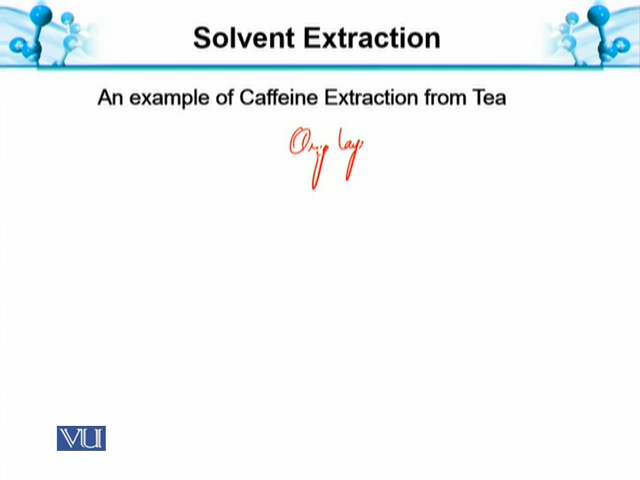 Solvent Extraction
An example of Caffeine Extraction from Tea
VU